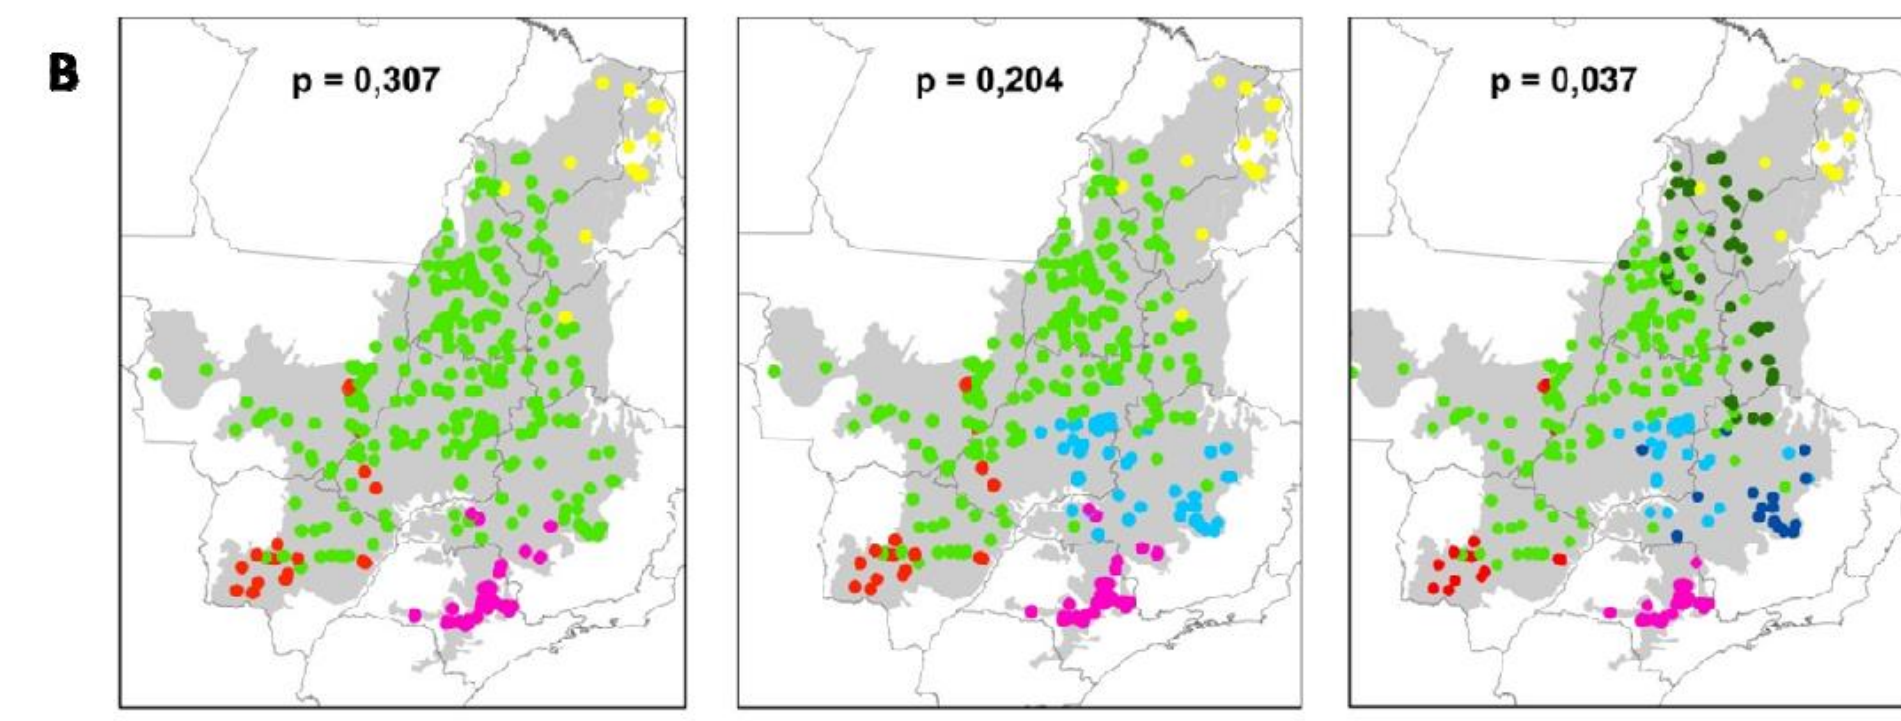 B
p = 0,307
p = 0,204
p = 0,037